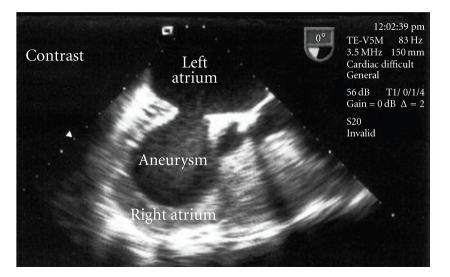 12:02:39 pm
0°
TE-V5M 83 Hz
3.5 MHz 150 mm
Cardiac difficult
General
56 dB T1/ 0/1/4
Gain = 0 dB Δ = 2
S20
Invalid
Contrast
Left
atrium
Aneurysm
Right atrium